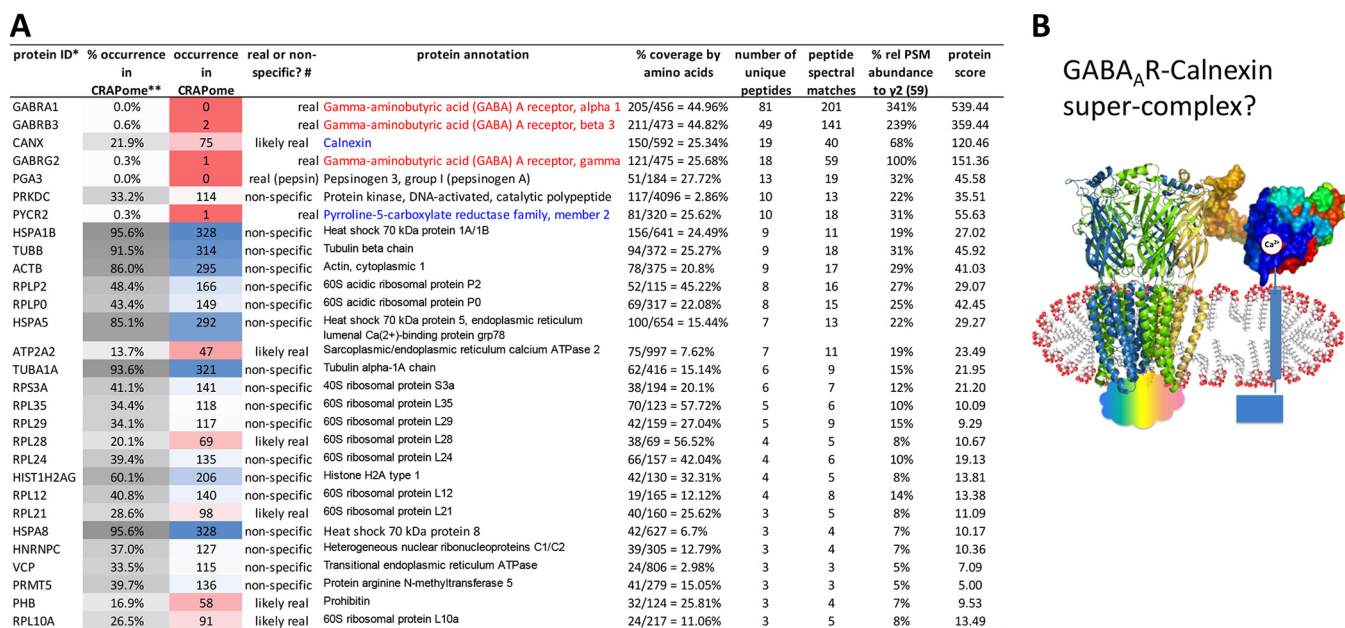 A
protein ID* % occurrence in CRAPome** occurrence in CRAPome real or non-specific? # protein annotation % coverage by amino acids number of unique peptides peptide spectral matches % rel PSM abundance to y2 (59) protein score
GABRA1 0.0% 0 real Gamma-aminobutyric acid (GABA) A receptor, alpha 1 205/456 = 44.96% 81 201 341% 539.44
GABRB3 0.6% 2 real Gamma-aminobutyric acid (GABA) A receptor, beta 3 211/473 = 44.82% 49 141 239% 359.44
CANX 21.9% 75 likely real Calnexin 150/592 = 25.34% 19 40 68% 120.46
GABRG2 0.3% 1 real Gamma-aminobutyric acid (GABA) A receptor, gamma 121/475 = 25.68% 18 59 100% 151.36
PGA3 0.0% 0 real (pepsin) Pepsinogen 3, group I (pepsinogen A) 51/184 = 27.72% 13 19 32% 45.58
PRKDC 33.2% 114 non-specific Protein kinase, DNA-activated, catalytic polypeptide 117/4096 = 2.86% 10 13 22% 35.51
PYCR2 0.3% 1 real Pyrroline-5-carboxylate reductase family, member 2 81/320 = 25.62% 10 18 31% 55.63
HSPA1B 95.6% 328 non-specific Heat shock 70 kDa protein 1A/1B 156/641 = 24.49% 9 11 19% 27.02
TUBB 91.5% 314 non-specific Tubulin beta chain 94/372 = 25.27% 9 18 31% 45.92
ACTB 86.0% 295 non-specific Actin, cytoplasmic 1 78/375 = 20.8% 9 17 29% 41.03
RPLP2 48.4% 166 non-specific 60S acidic ribosomal protein P2 52/115 = 45.22% 8 16 27% 29.07
RPLP0 43.4% 149 non-specific 60S acidic ribosomal protein P0 69/317 = 22.08% 8 15 25% 42.45
HSPA5 85.1% 292 non-specific Heat shock 70 kDa protein 5, endoplasmic reticulum lumenal Ca(2+)-binding protein grp78 100/654 = 15.44% 7 13 22% 29.27
ATP2A2 13.7% 47 likely real Sarcoplasmic/endoplasmic reticulum calcium ATPase 2 75/997 = 7.62% 7 11 19% 23.49
TUBA1A 93.6% 321 non-specific Tubulin alpha-1A chain 62/416 = 15.14% 6 9 15% 21.95
RPS3A 41.1% 141 non-specific 40S ribosomal protein S3a 38/194 = 20.1% 6 7 12% 21.20
RPL35 34.4% 118 non-specific 60S ribosomal protein L35 70/123 = 57.72% 5 6 10% 10.09
RPL29 34.1% 117 non-specific 60S ribosomal protein L29 42/159 = 27.04% 5 9 15% 9.29
RPL28 20.1% 69 likely real 60S ribosomal protein L28 38/69 = 56.52% 4 5 8% 10.67
RPL24 39.4% 135 non-specific 60S ribosomal protein L24 66/157 = 42.04% 4 6 10% 19.13
HIST1H2AG 60.1% 206 non-specific Histone H2A type 1 42/130 = 32.31% 4 5 8% 13.81
RPL12 40.8% 140 non-specific 60S ribosomal protein L12 19/165 = 12.12% 4 8 14% 13.38
RPL21 28.6% 98 likely real 60S ribosomal protein L21 40/160 = 25.62% 3 5 8% 11.09
HSPA8 95.6% 328 non-specific Heat shock 70 kDa protein 8 42/627 = 6.7% 3 4 7% 10.17
HNRNPC 37.0% 127 non-specific Heterogeneous nuclear ribonucleoproteins C1/C2 39/305 = 12.79% 3 4 7% 10.36
VCP 33.5% 115 non-specific Transitional endoplasmic reticulum ATPase 24/806 = 2.98% 3 3 5% 7.09
PRMT5 39.7% 136 non-specific Protein arginine N-methyltransferase 5 41/279 = 15.05% 3 3 5% 5.00
PHB 16.9% 58 likely real Prohibitin 32/124 = 25.81% 3 4 7% 9.53
RPL10A 26.5% 91 likely real 60S ribosomal protein L10a 24/217 = 11.06% 3 5 8% 13.49
B
GABA<sub>A</sub>R-Calnexin
super-complex?
Ca²⁺